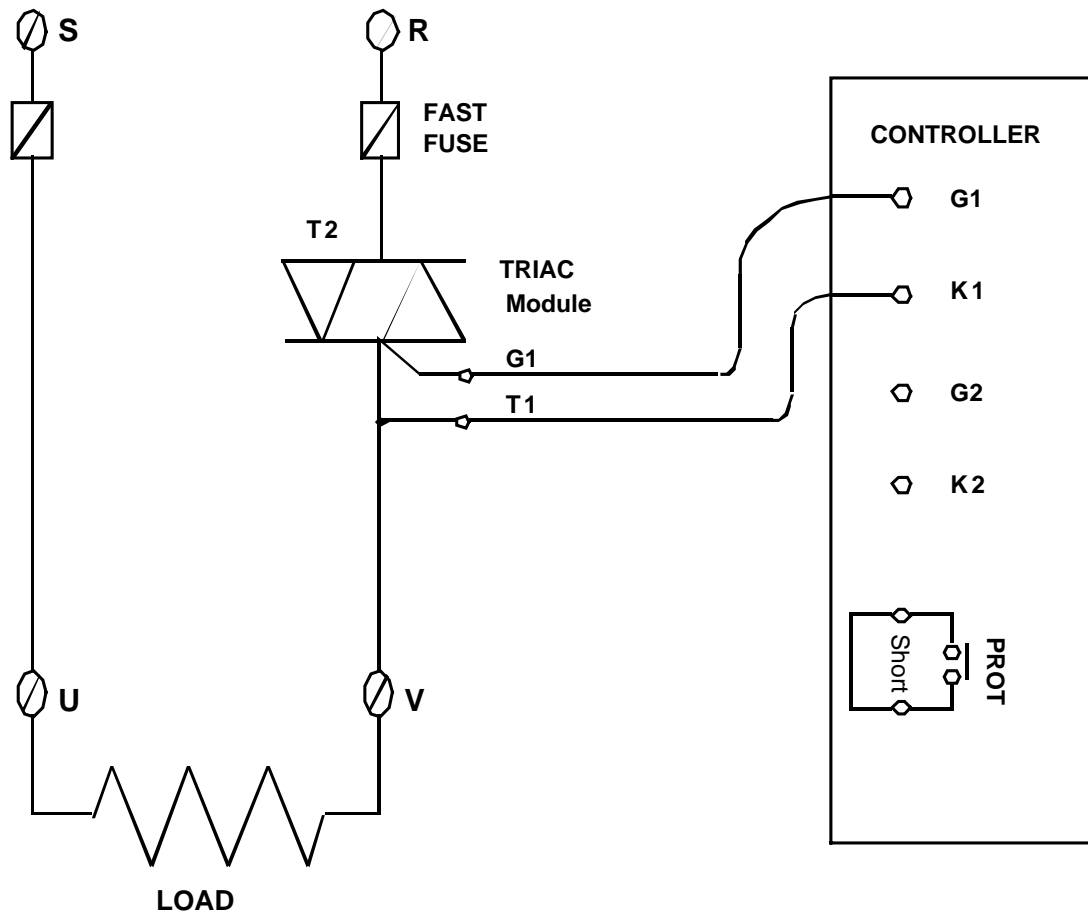 S
R
FAST
FUSE
CONTROLLER
G1
T2
TRIAC
Module
K1
G1
T1
G2
K2
Short
PROT
U
V
LOAD